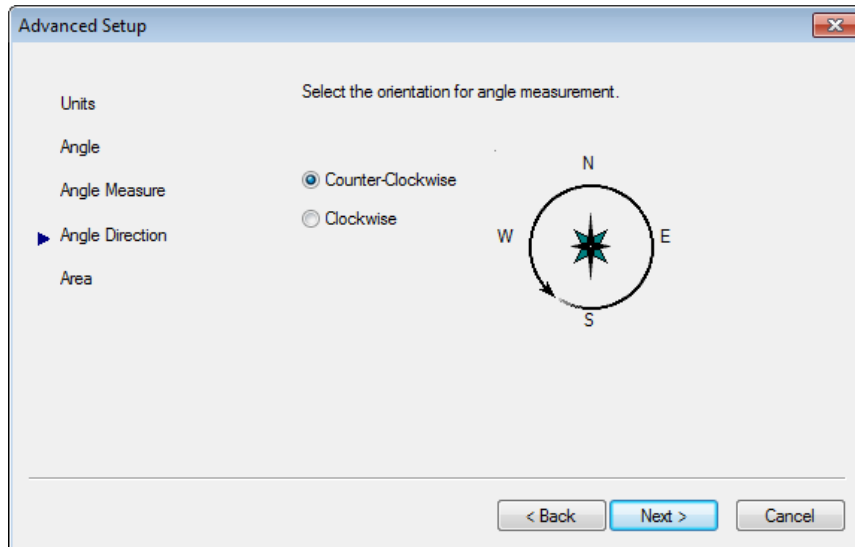 Advanced Setup
Select the orientation for angle measurement.
Units
Angle
Angle Measure
Angle Direction
Area
Counter-Clockwise
Clockwise
N
W
E
S
< Back
Next >
Cancel